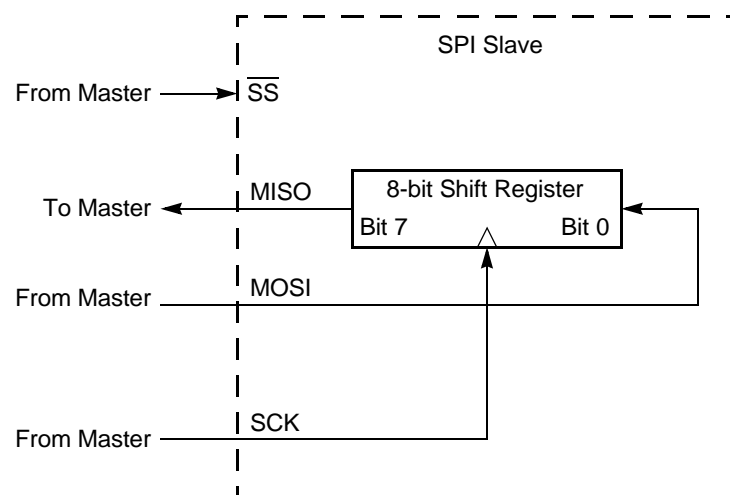 SPI Slave
From Master
SS
To Master
MISO
8-bit Shift Register
Bit 7
Bit 0
From Master
MOSI
From Master
SCK